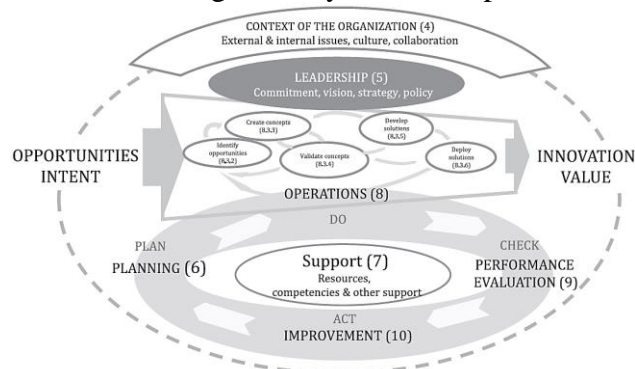 CONTEXT OF THE ORGANIZATION (4)
External & internal issues, culture, collaboration
LEADERSHIP (5)
Commitment, vision, strategy, policy
Create concepts
(8.3.3)
Develop
solutions
(8.3.5)
Identify
opportunities
(8.3.2)
Validate concepts
(8.3.4)
Deploy
solutions
(8.3.6)
OPPORTUNITIES
INTENT
INNOVATION
VALUE
OPERATIONS (8)
DO
PLAN
PLANNING (6)
Support (7)
Resources,
competencies & other support
CHECK
PERFORMANCE
EVALUATION (9)
ACT
IMPROVEMENT (10)